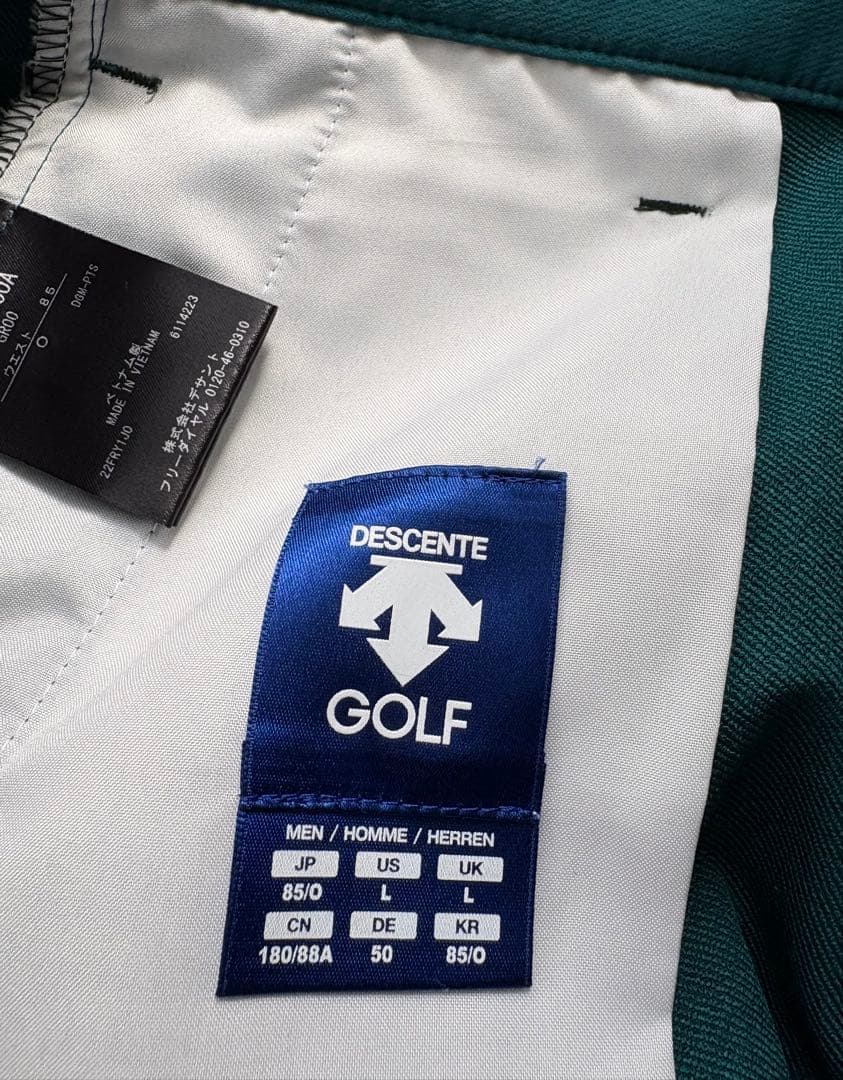 GR00
ウエスト 85
O
DGM-PTS
ベトナム製
MADE IN VIETNAM
22FRY1JO 6114223
株式会社デサント
フリーダイヤル 0120-46-0310
DESCENTE
GOLF
MEN / HOMME / HERREN
JP US UK
85/O L L
CN DE KR
180/88A 50 85/O